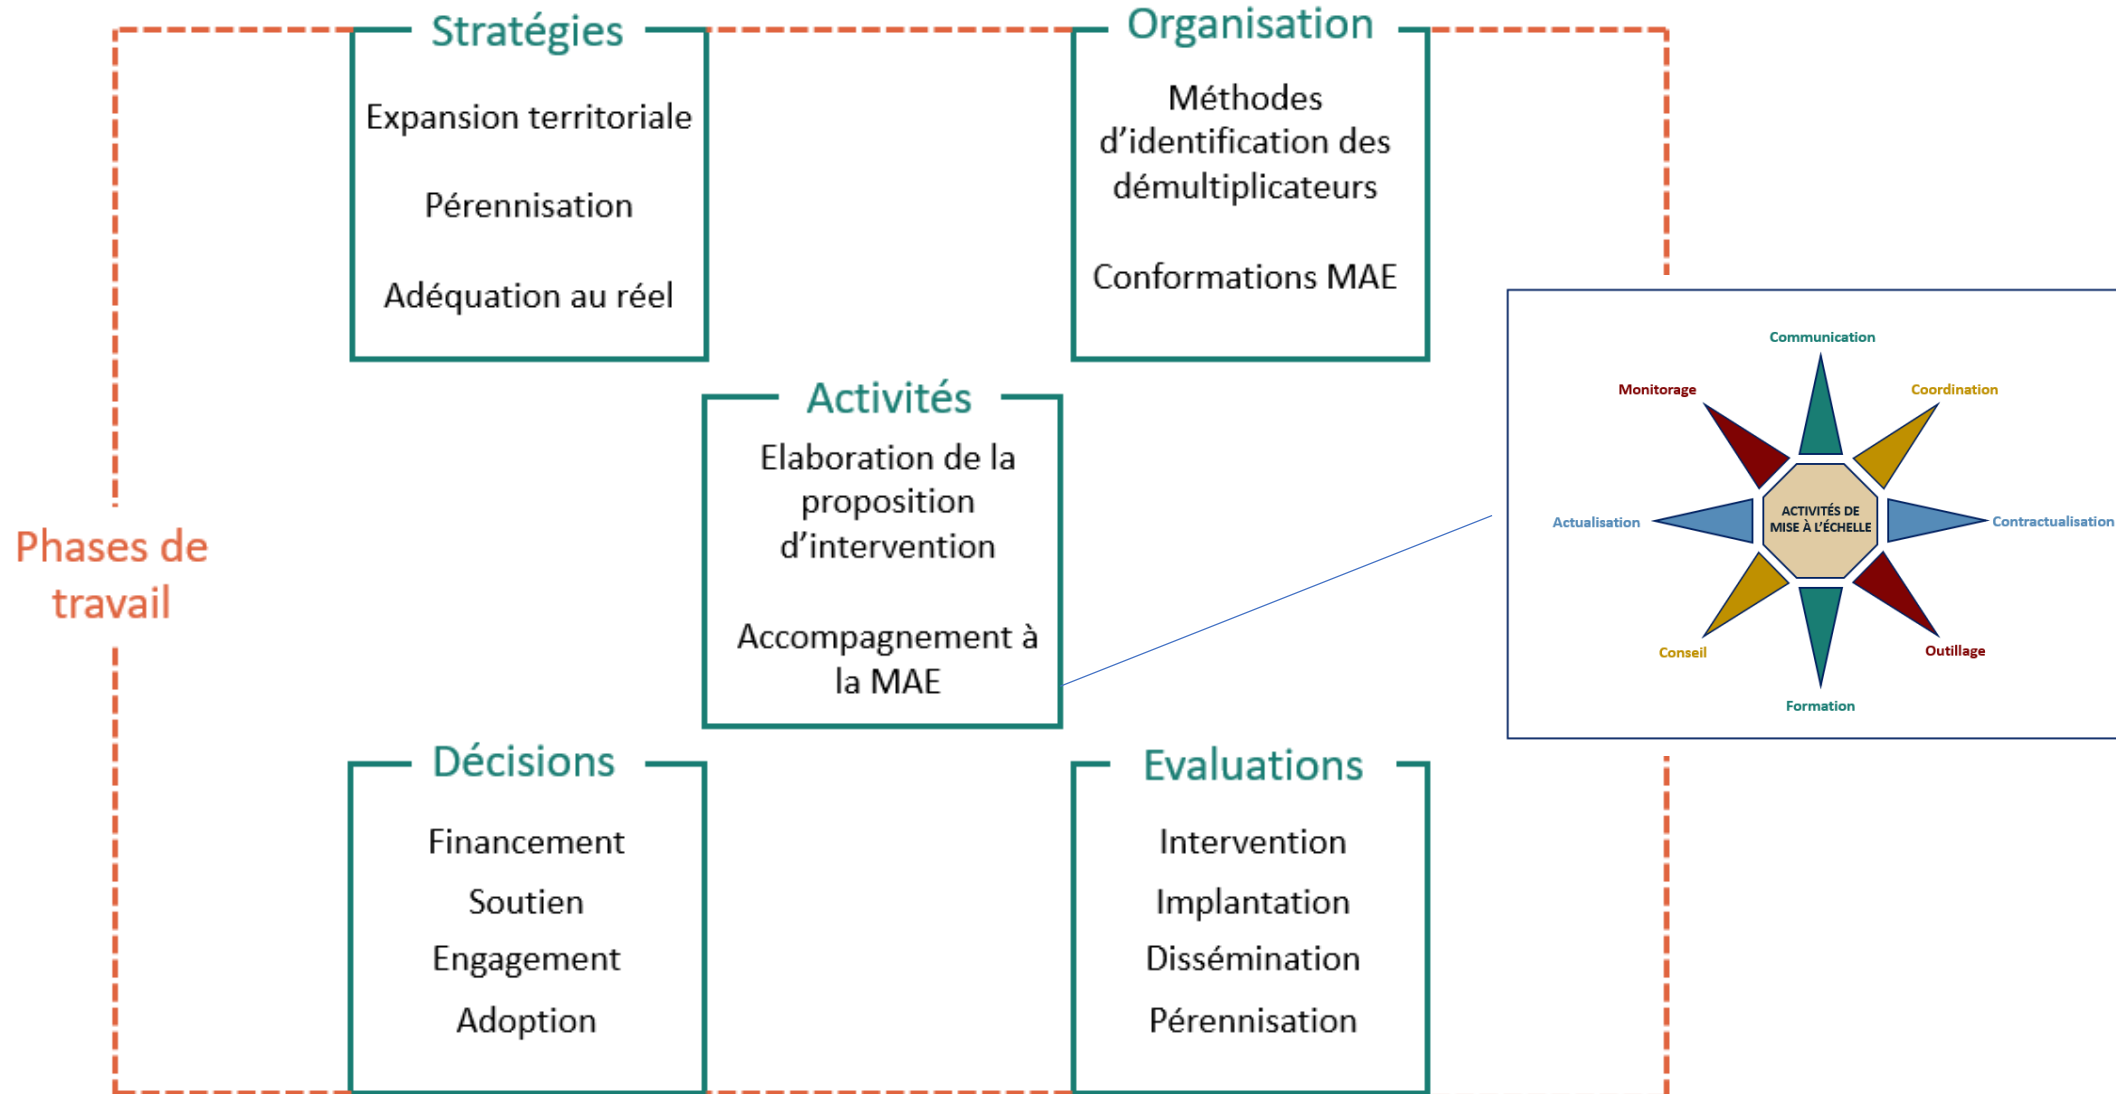 Stratégies
Expansion territoriale
Pérennisation
Adéquation au réel
Organisation
Méthodes
d'identification des
démultiplicateurs
Conformations MAE
Activités
Elaboration de la
proposition
d'intervention
Accompagnement à
la MAE
Phases de
travail
Décisions
Financement
Soutien
Engagement
Adoption
Evaluations
Intervention
Implantation
Dissémination
Pérennisation
Communication
Monitorage
Coordination
Actualisation
ACTIVITÉS DE
MISE À L'ÉCHELLE
Contractualisation
Conseil
Outillage
Formation